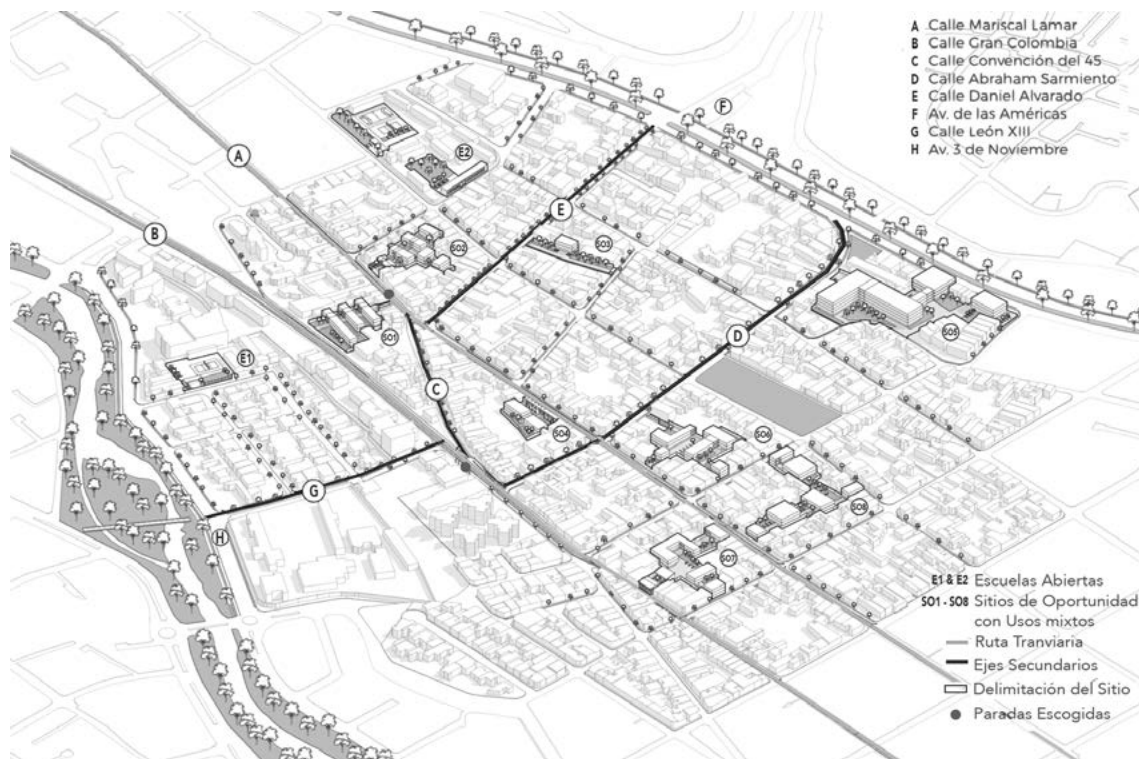 A Calle Mariscal Lamar
B Calle Gran Colombia
C Calle Convención del 45
D Calle Abraham Sarmiento
E Calle Daniel Alvarado
F Av. de las Américas
G Calle León XIII
H Av. 3 de Noviembre
F
A
E2
E
B
SO2
SO3
SO1
D
SO5
E1
C
SO4
SO6
G
SO8
H
SO7
E1 & E2 Escuelas Abiertas
SO1 - SO8 Sitios de Oportunidad
con Usos mixtos
Ruta Tranviaria
Ejes Secundarios
Delimitación del Sitio
Paradas Escogidas